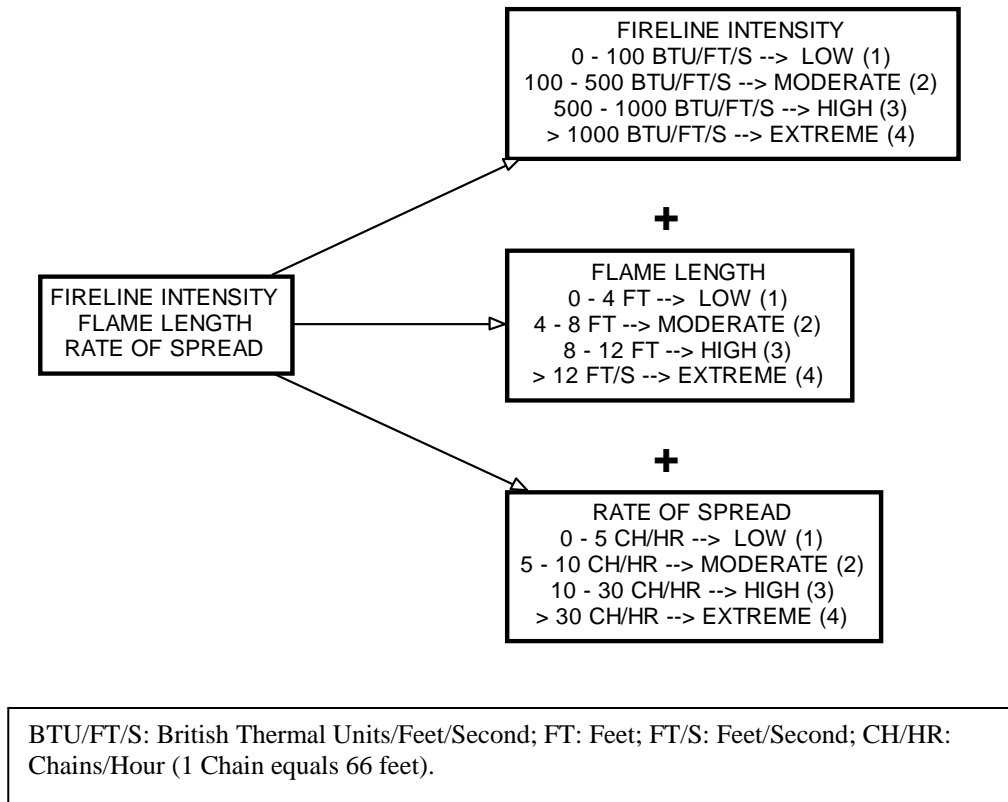 FIRELINE INTENSITY
0 - 100 BTU/FT/S --> LOW (1)
100 - 500 BTU/FT/S --> MODERATE (2)
500 - 1000 BTU/FT/S --> HIGH (3)
> 1000 BTU/FT/S --> EXTREME (4)
+
FIRELINE INTENSITY
FLAME LENGTH
RATE OF SPREAD
FLAME LENGTH
0 - 4 FT --> LOW (1)
4 - 8 FT --> MODERATE (2)
8 - 12 FT --> HIGH (3)
> 12 FT/S --> EXTREME (4)
+
RATE OF SPREAD
0 - 5 CH/HR --> LOW (1)
5 - 10 CH/HR --> MODERATE (2)
10 - 30 CH/HR --> HIGH (3)
> 30 CH/HR --> EXTREME (4)
BTU/FT/S: British Thermal Units/Feet/Second; FT: Feet; FT/S: Feet/Second; CH/HR:
Chains/Hour (1 Chain equals 66 feet).